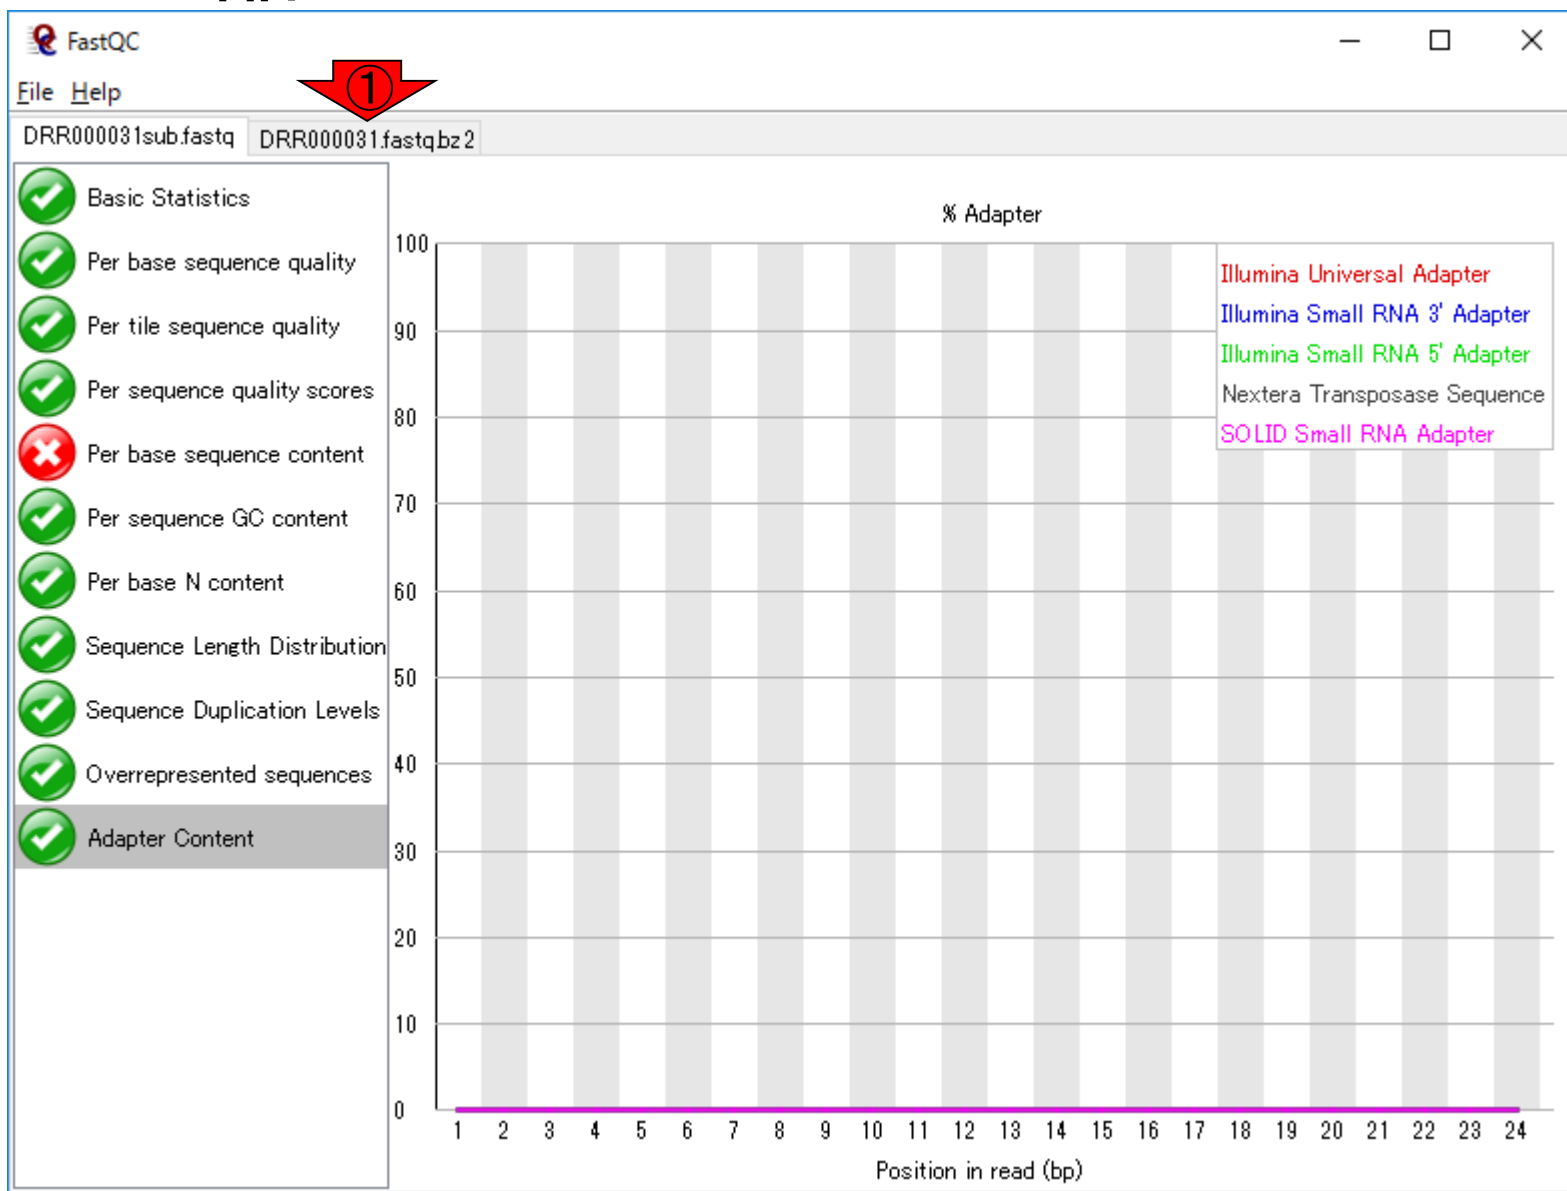 FastQC
File Help
①
DRR000031sub.fastq DRR000031.fastq.bz2
Basic Statistics
Per base sequence quality
Per tile sequence quality
Per sequence quality scores
Per base sequence content
Per sequence GC content
Per base N content
Sequence Length Distribution
Sequence Duplication Levels
Overrepresented sequences
Adapter Content
% Adapter
100
90
80
70
60
50
40
30
20
10
0
Illumina Universal Adapter
Illumina Small RNA 3' Adapter
Illumina Small RNA 5' Adapter
Nextera Transposase Sequence
SOLID Small RNA Adapter
1 2 3 4 5 6 7 8 9 10 11 12 13 14 15 16 17 18 19 20 21 22 23 24
Position in read (bp)